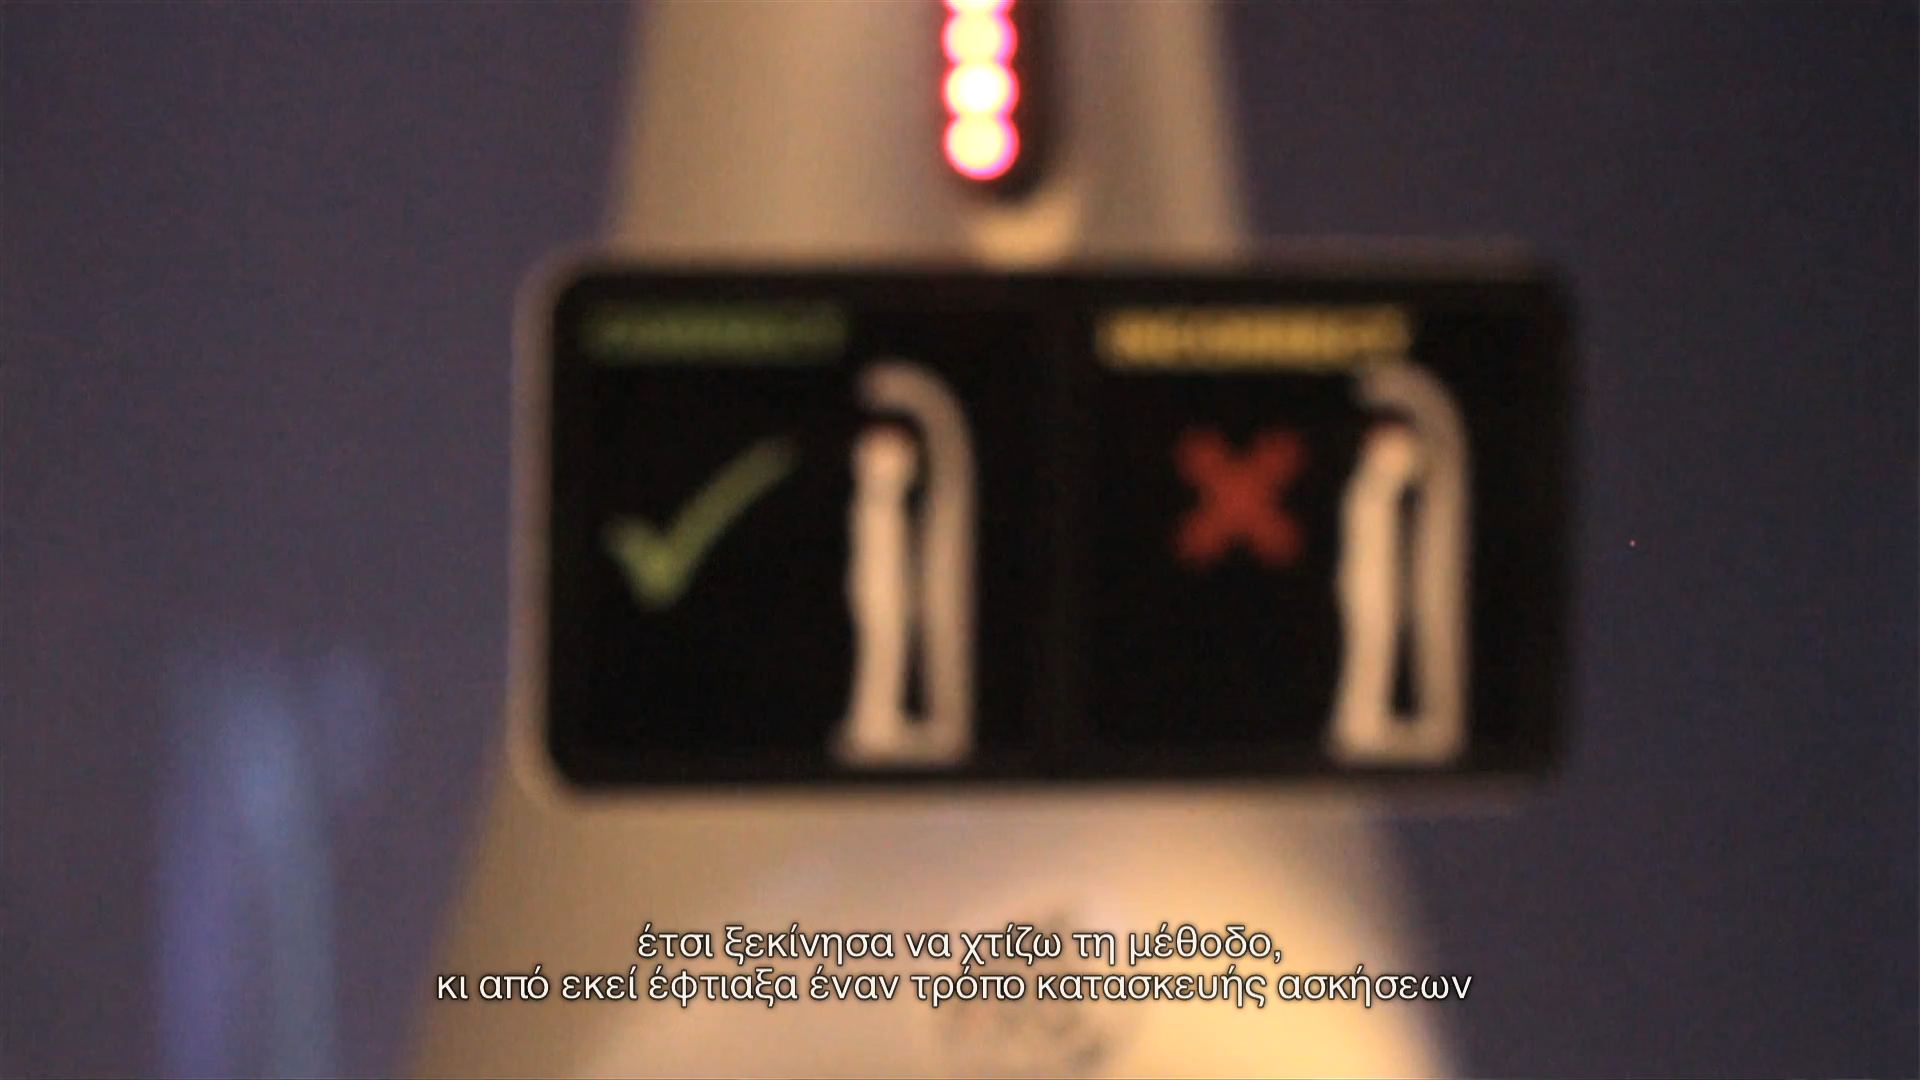 έτσι ξεκίνησα να χτίζω τη μέθοδο,
κι από εκεί έφτιαξα έναν τρόπο κατασκευής ασκήσεων